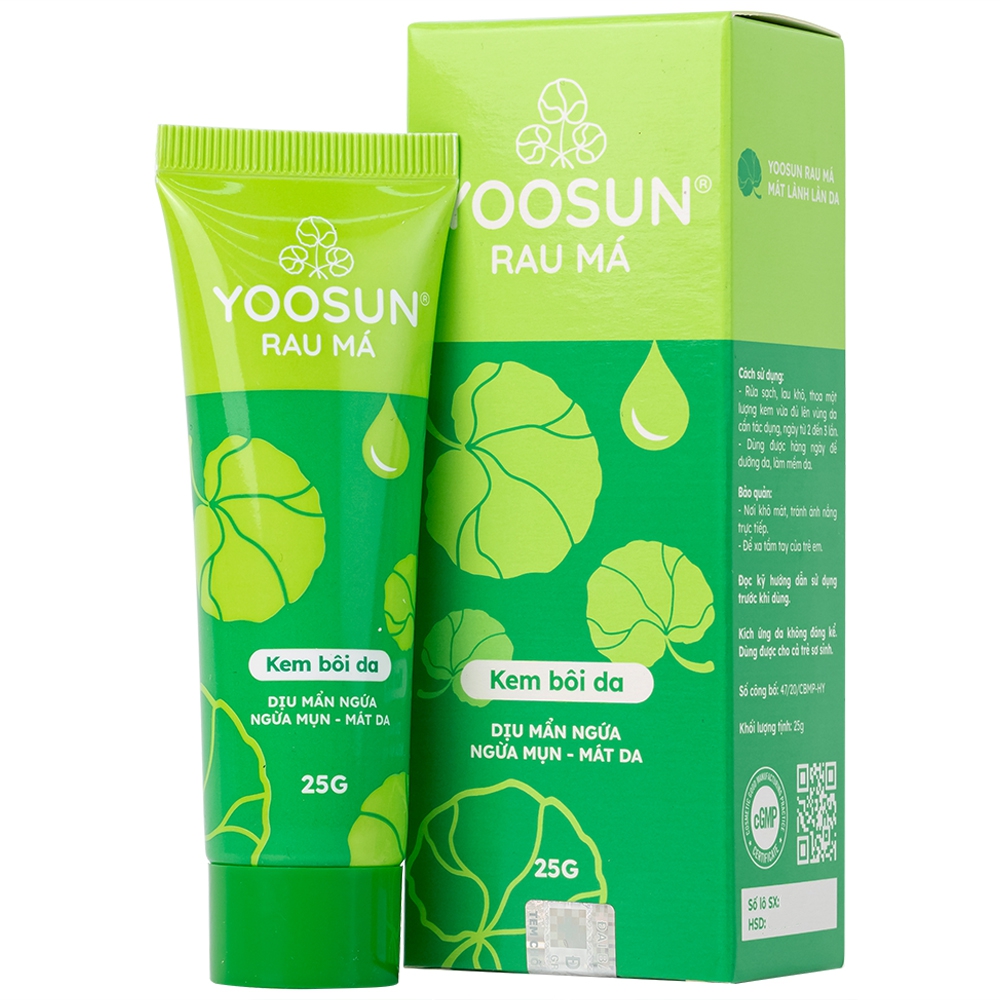 YOOSUN®
RAU MÁ
Kem bôi da
DỊU MẨN NGỨA
NGỪA MỤN - MÁT DA
25G
YOOSUN®
RAU MÁ
Kem bôi da
DỊU MẨN NGỨA
NGỪA MỤN - MÁT DA
25G
TEM C
YOOSUN RAU MÁ
MÁT LÀNH LÀN DA
Cách sử dụng:
- Rửa sạch, lau khô, thoa một
lượng kem vừa đủ lên vùng da
cần tác dụng, ngày từ 2 đến 3 lần.
- Dùng được hàng ngày để
dưỡng da, làm mềm da.
Bảo quản:
- Nơi khô mát, tránh ánh nắng
trực tiếp.
- Để xa tầm tay của trẻ em.
Đọc kỹ hướng dẫn sử dụng
trước khi dùng.
Kích ứng da không đáng kể.
Dùng được cho cả trẻ sơ sinh.
Số công bố: 47/20/CBMP-HY
Khối lượng tịnh: 25g
COSMETIC GOOD MANUFACTURING PRACTICE
cGMP
CERTIFICATE
Số lô SX:
HSD: